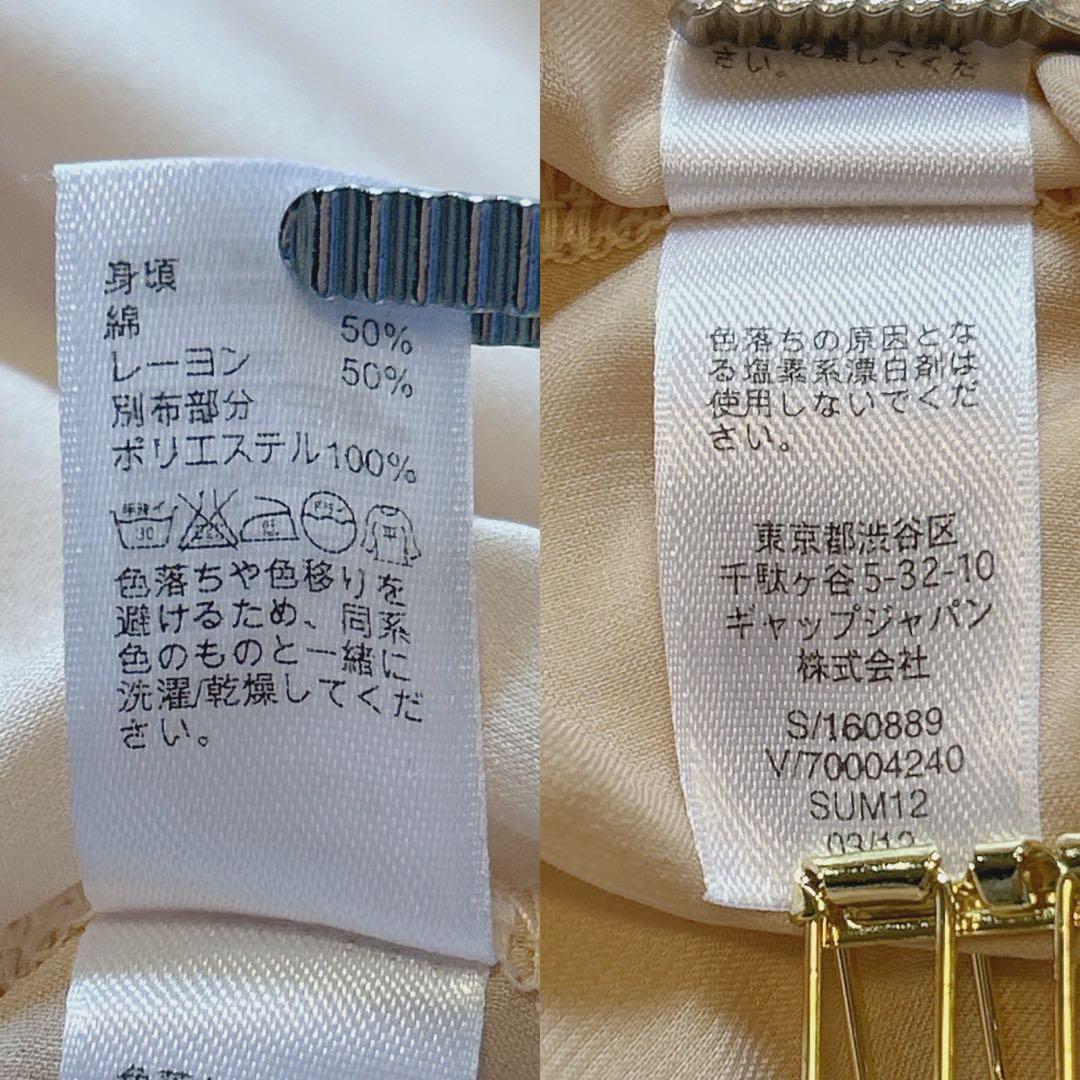 身頃
綿 50%
レーヨン 50%
別布部分
ポリエステル100%
30
平
色落ちや色移りを
避けるため、同系
色のものと一緒に
洗濯/乾燥してくだ
さい。
乾燥してくだ
さい。
色落ちの原因とな
る塩素系漂白剤は
使用しないでくだ
さい。
東京都渋谷区
千駄ヶ谷5-32-10
ギャップジャパン
株式会社
S/160889
V/70004240
SUM12
03/12